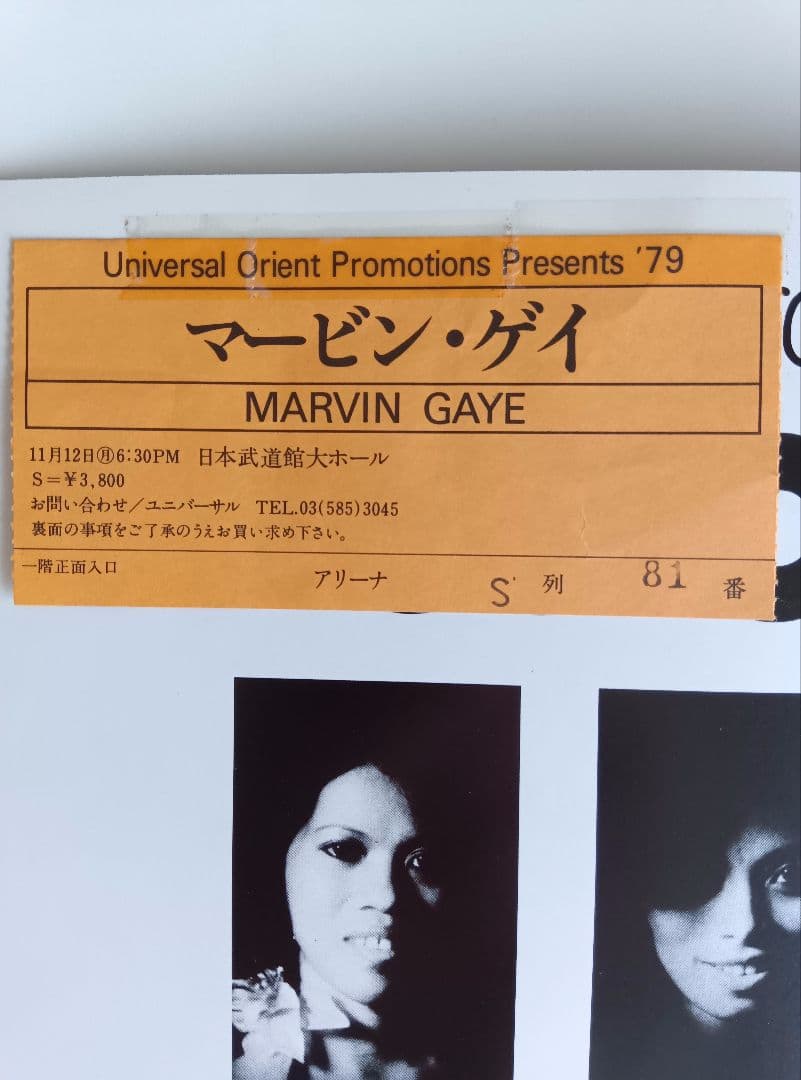 Universal Orient Promotions Presents '79
マービン・ゲイ
MARVIN GAYE
11月12日㊊6:30PM 日本武道館大ホール
S=¥3,800
お問い合わせ/ユニバーサル TEL.03(585)3045
裏面の事項をご了承のうえお買い求め下さい。
一階正面入口 アリーナ S 列 81 番